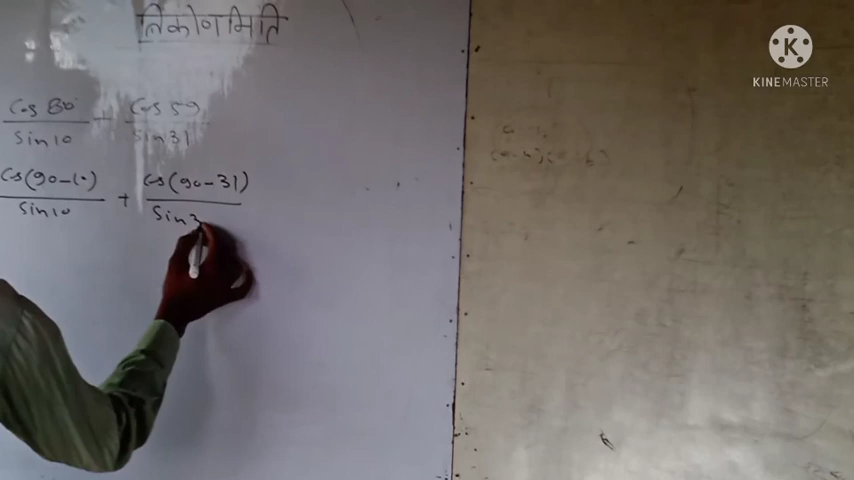 त्रिकोणमिति
K
KINEMASTER
cos 80° + cos 59
sin 10 sin 31
cos(90-10) + cos(90-31)
sin 10 sin 3